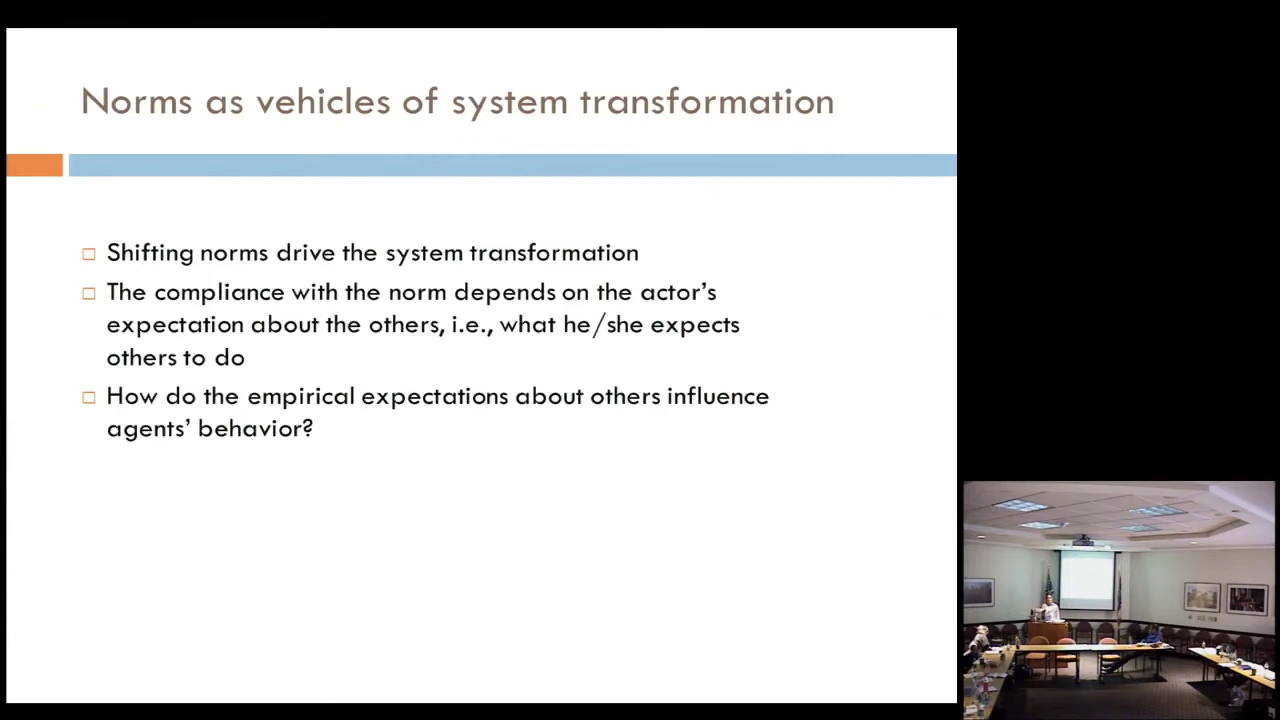 Norms as vehicles of system transformation
Shifting norms drive the system transformation
The compliance with the norm depends on the actor's
expectation about the others, i.e., what he/she expects
others to do
How do the empirical expectations about others influence
agents' behavior?